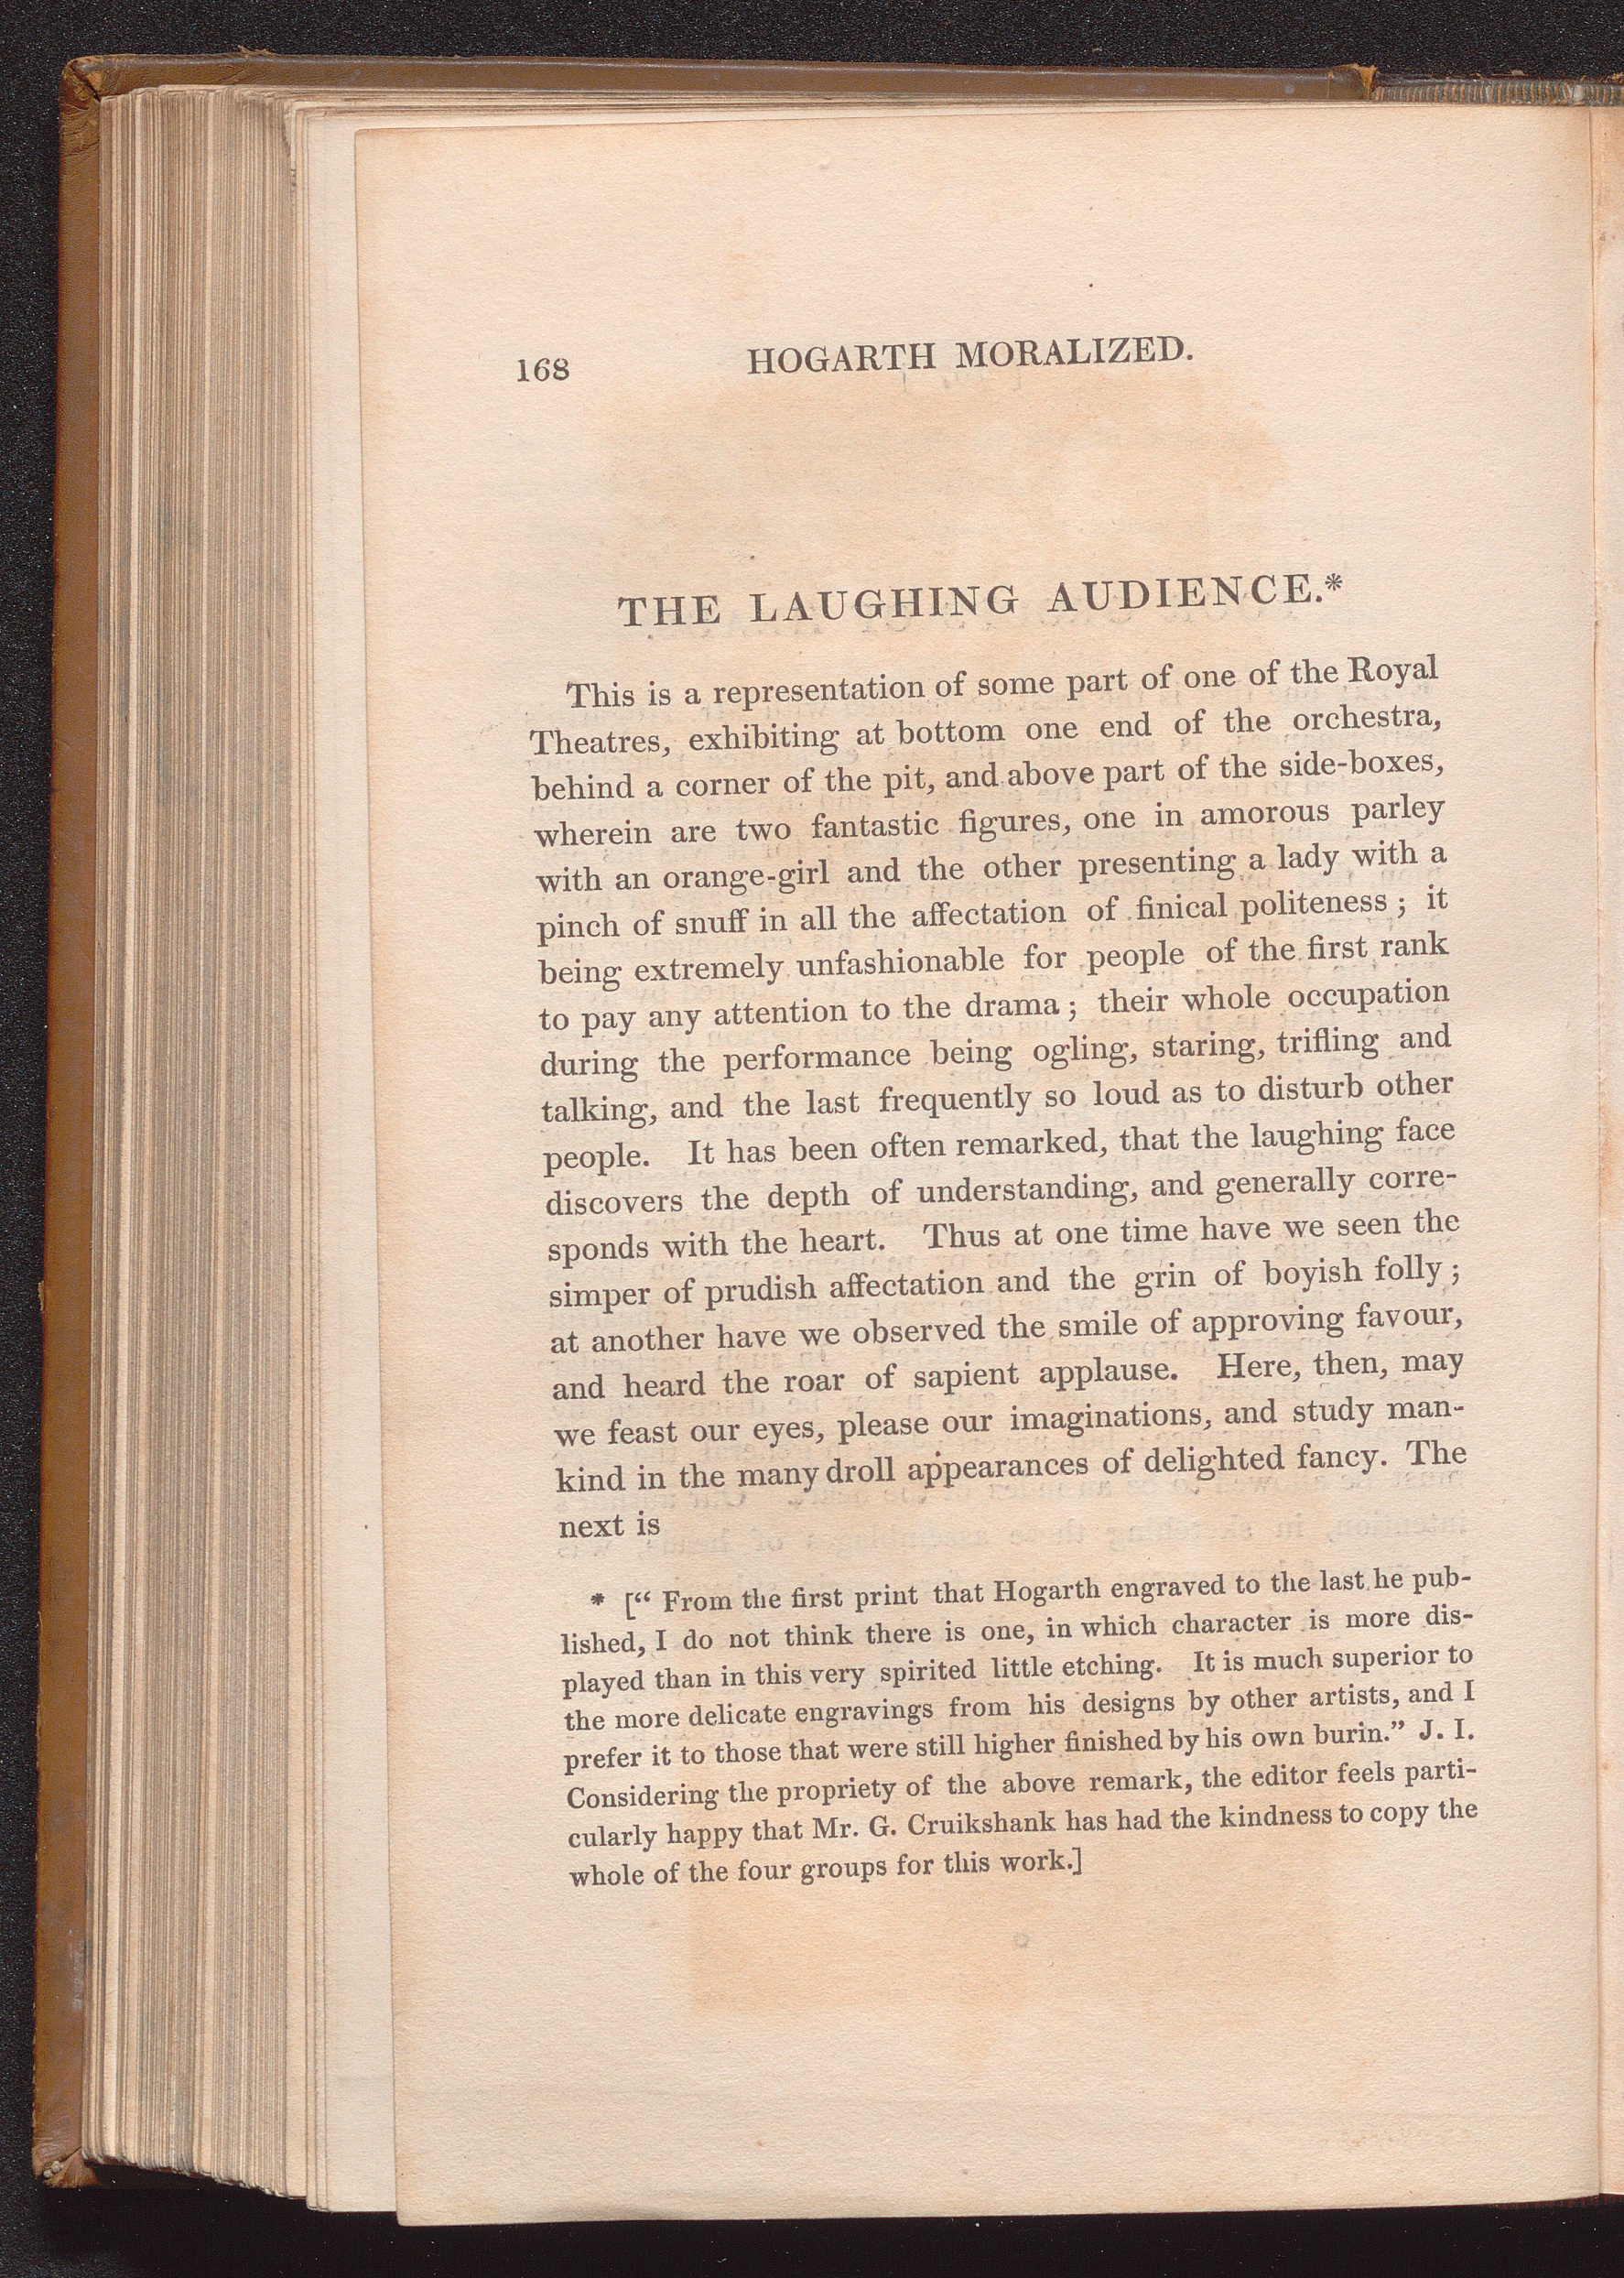 168 HOGARTH MORALIZED.
THE LAUGHING AUDIENCE.*
This is a representation of some part of one of the Royal
Theatres, exhibiting at bottom one end of the orchestra,
behind a corner of the pit, and above part of the side-boxes,
wherein are two fantastic figures, one in amorous parley
with an orange-girl and the other presenting a lady with a
pinch of snuff in all the affectation of finical politeness; it
being extremely unfashionable for people of the first rank
to pay any attention to the drama; their whole occupation
during the performance being ogling, staring, trifling and
talking, and the last frequently so loud as to disturb other
people. It has been often remarked, that the laughing face
discovers the depth of understanding, and generally corre-
sponds with the heart. Thus at one time have we seen the
simper of prudish affectation and the grin of boyish folly;
at another have we observed the smile of approving favour,
and heard the roar of sapient applause. Here, then, may
we feast our eyes, please our imaginations, and study man-
kind in the many droll appearances of delighted fancy. The
next is
* [“ From the first print that Hogarth engraved to the last he pub-
lished, I do not think there is one, in which character is more dis-
played than in this very spirited little etching. It is much superior to
the more delicate engravings from his designs by other artists, and I
prefer it to those that were still higher finished by his own burin.” J. I.
Considering the propriety of the above remark, the editor feels parti-
cularly happy that Mr. G. Cruikshank has had the kindness to copy the
whole of the four groups for this work.]